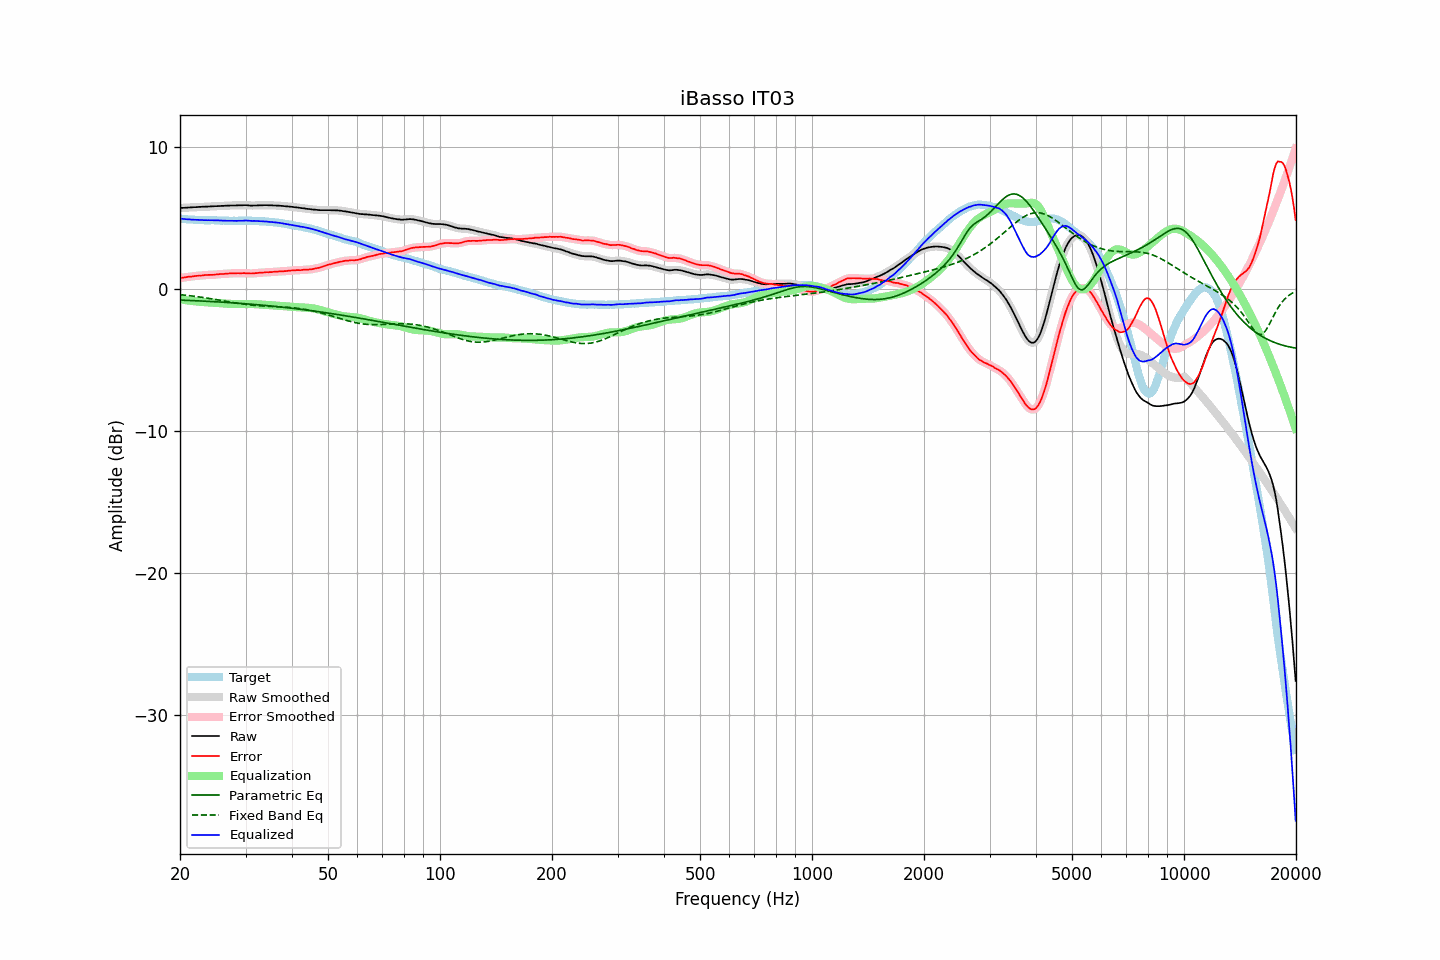 iBasso IT03
Amplitude (dBr)
10
0
−10
−20
−30
Target
Raw Smoothed
Error Smoothed
Raw
Error
Equalization
Parametric Eq
Fixed Band Eq
Equalized
20 50 100 200 500 1000 2000 5000 10000 20000
Frequency (Hz)